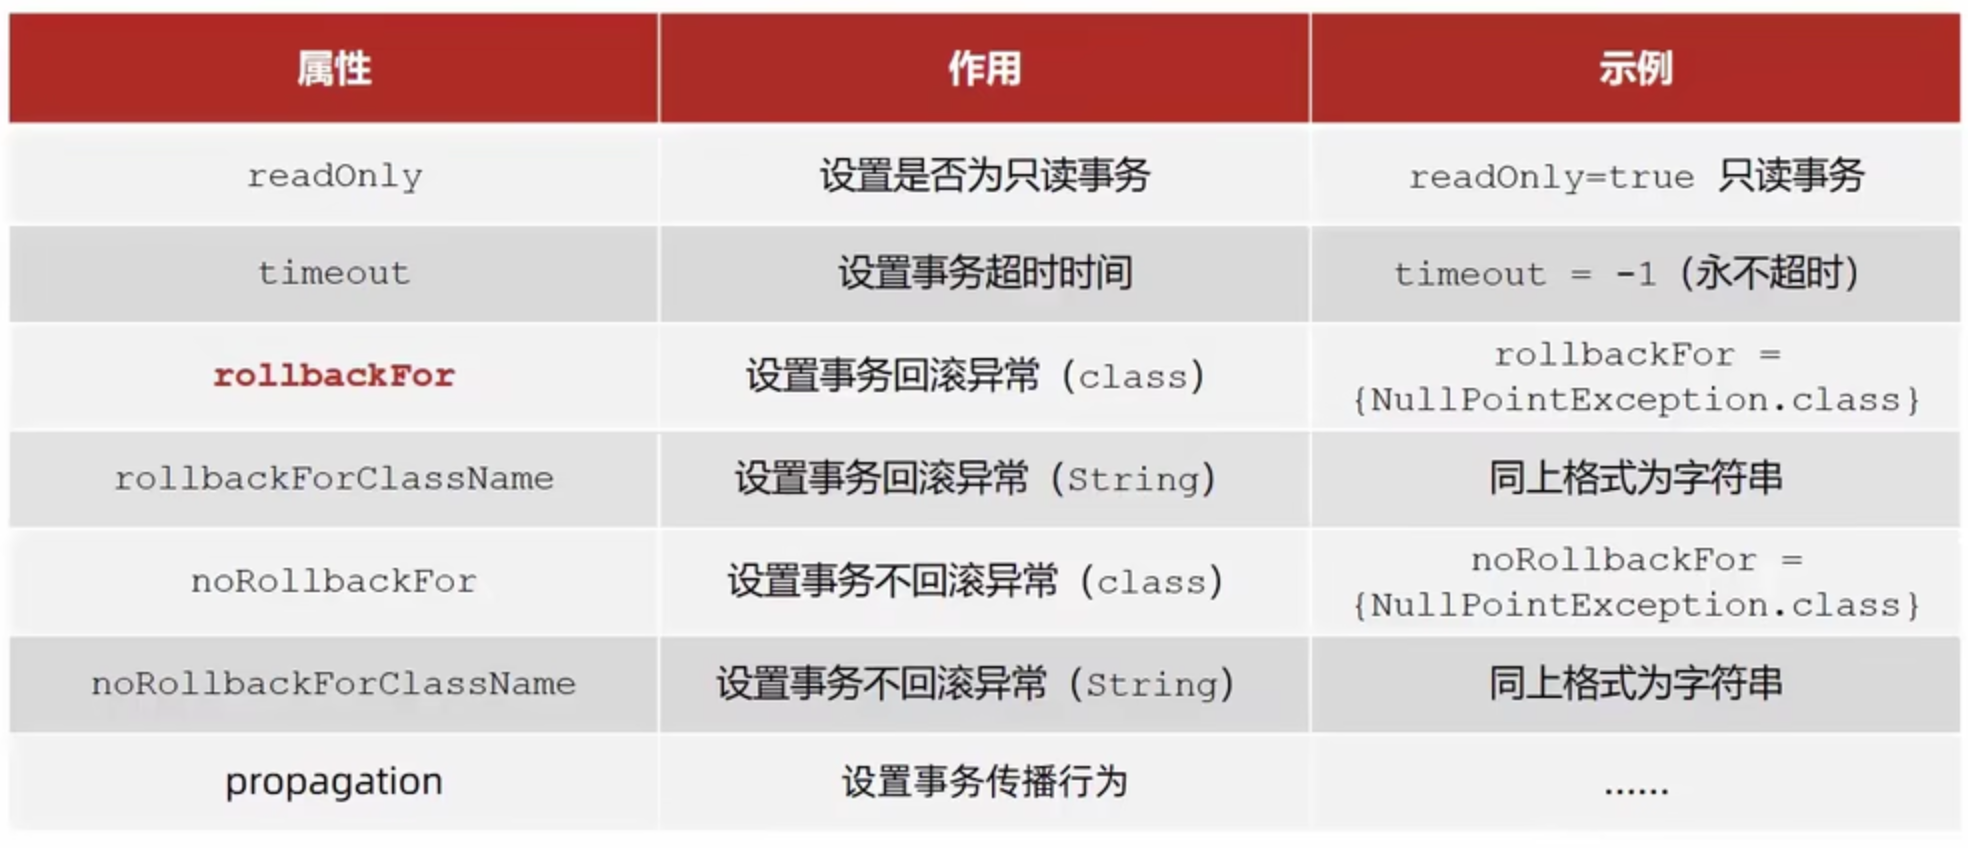 属性 作用 示例
readOnly 设置是否为只读事务 readOnly=true 只读事务
timeout 设置事务超时时间 timeout = -1（永不超时）
rollbackFor 设置事务回滚异常（class） rollbackFor =
{NullPointException.class}
rollbackForClassName 设置事务回滚异常（String） 同上格式为字符串
noRollbackFor 设置事务不回滚异常（class） noRollbackFor =
{NullPointException.class}
noRollbackForClassName 设置事务不回滚异常（String） 同上格式为字符串
propagation 设置事务传播行为 ......